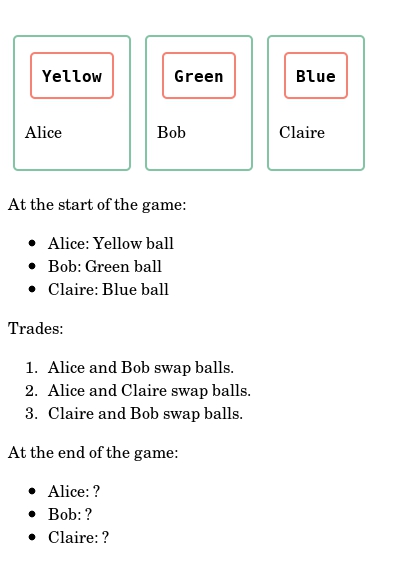 Yellow Green Blue
Alice Bob Claire
At the start of the game:
• Alice: Yellow ball
• Bob: Green ball
• Claire: Blue ball
Trades:
1. Alice and Bob swap balls.
2. Alice and Claire swap balls.
3. Claire and Bob swap balls.
At the end of the game:
• Alice: ?
• Bob: ?
• Claire: ?